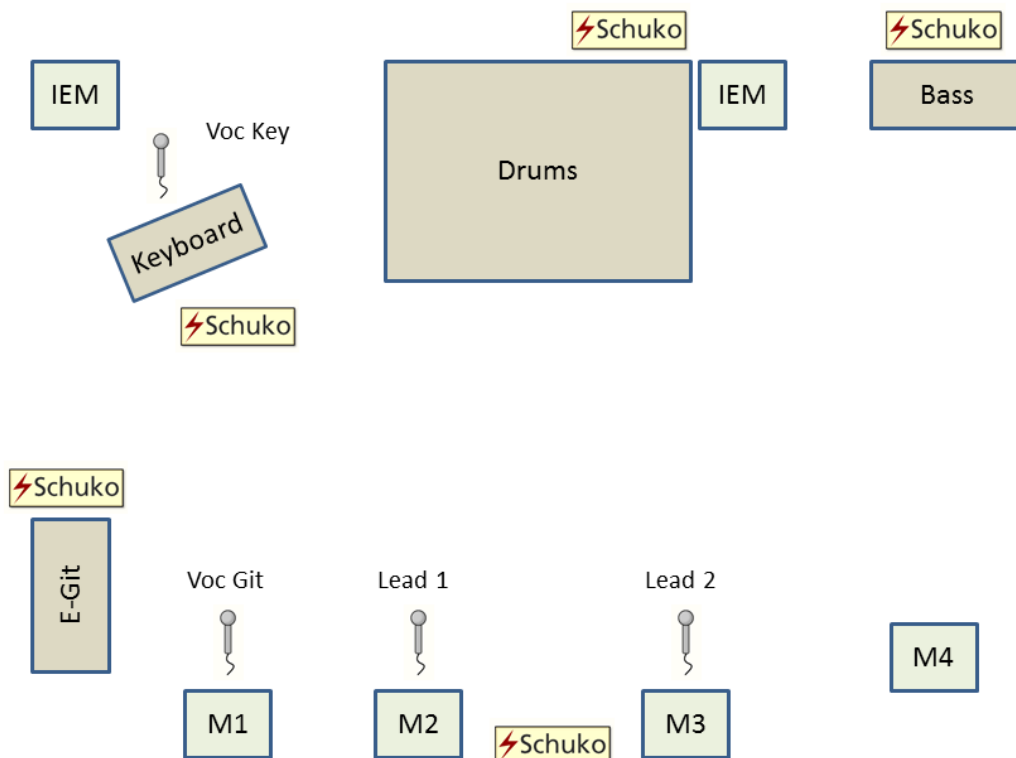 Schuko
Schuko
IEM
IEM
Bass
Voc Key
Drums
Keyboard
Schuko
Schuko
E-Git
Voc Git
Lead 1
Lead 2
M4
M1
M2
M3
Schuko